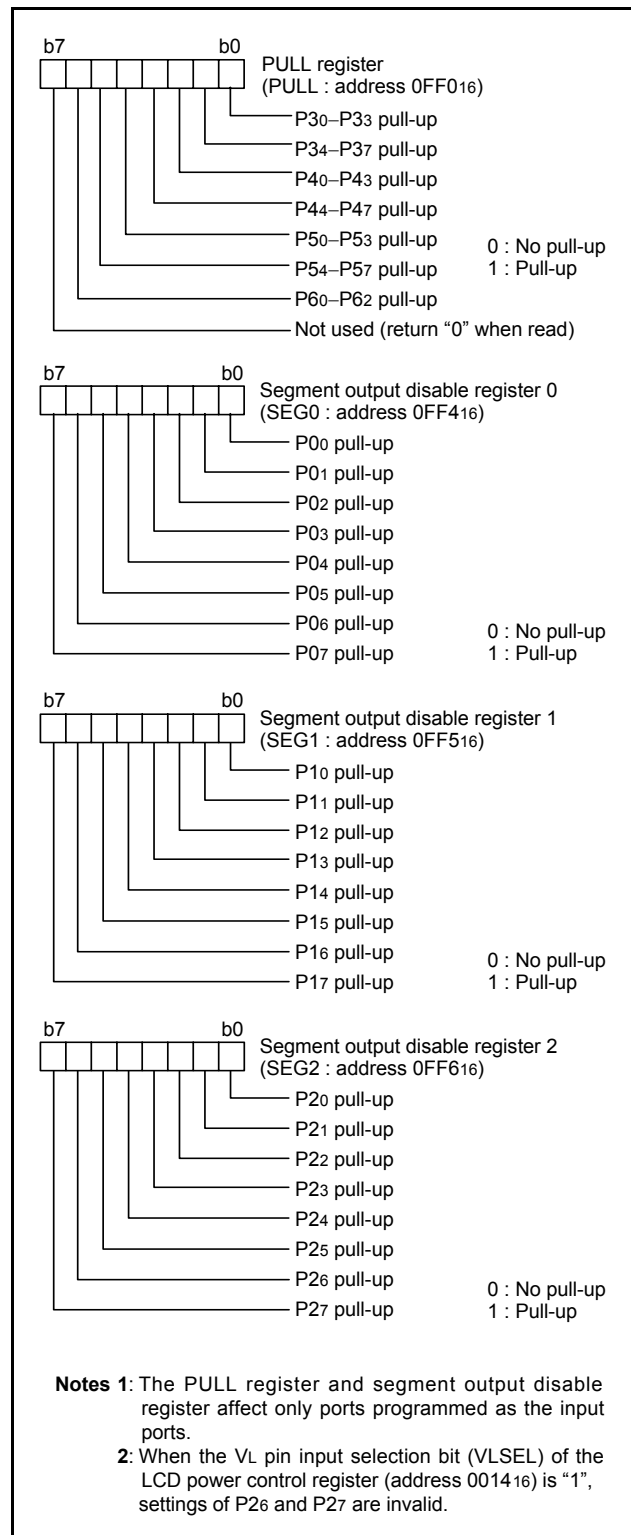 b7 b0
PULL register
(PULL : address 0FF016)
P30–P33 pull-up
P34–P37 pull-up
P40–P43 pull-up
P44–P47 pull-up
P50–P53 pull-up
0 : No pull-up
P54–P57 pull-up
1 : Pull-up
P60–P62 pull-up
Not used (return “0” when read)
b7 b0
Segment output disable register 0
(SEG0 : address 0FF416)
P00 pull-up
P01 pull-up
P02 pull-up
P03 pull-up
P04 pull-up
P05 pull-up
P06 pull-up
0 : No pull-up
P07 pull-up
1 : Pull-up
b7 b0
Segment output disable register 1
(SEG1 : address 0FF516)
P10 pull-up
P11 pull-up
P12 pull-up
P13 pull-up
P14 pull-up
P15 pull-up
P16 pull-up
0 : No pull-up
P17 pull-up
1 : Pull-up
b7 b0
Segment output disable register 2
(SEG2 : address 0FF616)
P20 pull-up
P21 pull-up
P22 pull-up
P23 pull-up
P24 pull-up
P25 pull-up
P26 pull-up
0 : No pull-up
P27 pull-up
1 : Pull-up
Notes 1: The PULL register and segment output disable
register affect only ports programmed as the input
ports.
2: When the VL pin input selection bit (VLSEL) of the
LCD power control register (address 001416) is “1”,
settings of P26 and P27 are invalid.